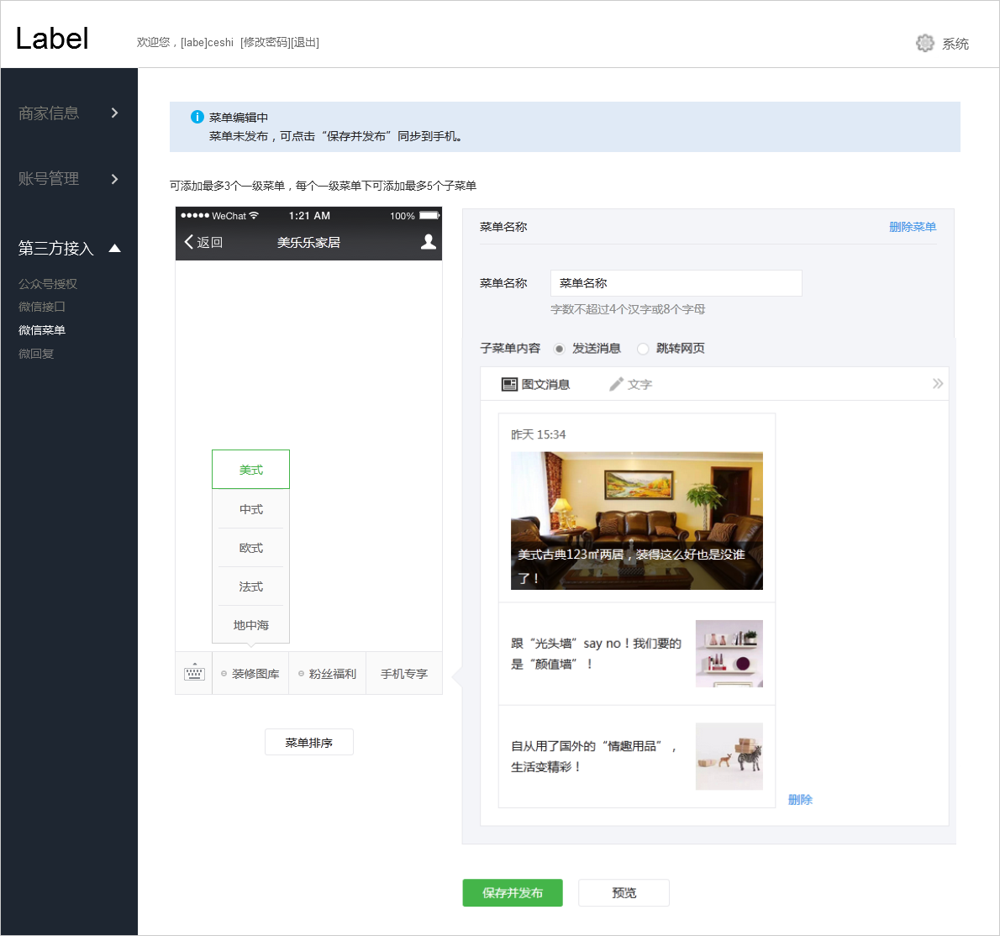 Label
欢迎您，[labe]ceshi [修改密码][退出]
系统
商家信息
账号管理
第三方接入
公众号授权
微信接口
微信菜单
微回复
菜单编辑中
菜单未发布，可点击“保存并发布”同步到手机。
可添加最多3个一级菜单，每个一级菜单下可添加最多5个子菜单
WeChat 1:21 AM 100%
返回 美乐乐家居
美式
中式
欧式
法式
地中海
装修图库 粉丝福利 手机专享
菜单排序
菜单名称 删除菜单
菜单名称 菜单名称
字数不超过4个汉字或8个字母
子菜单内容 发送消息 跳转网页
图文消息 文字
昨天 15:34
美式古典123㎡两居，装得这么好也是没谁
了！
跟“光头墙”say no！我们要的
是“颜值墙”！
自从用了国外的“情趣用品”，
生活变精彩！
删除
保存并发布 预览